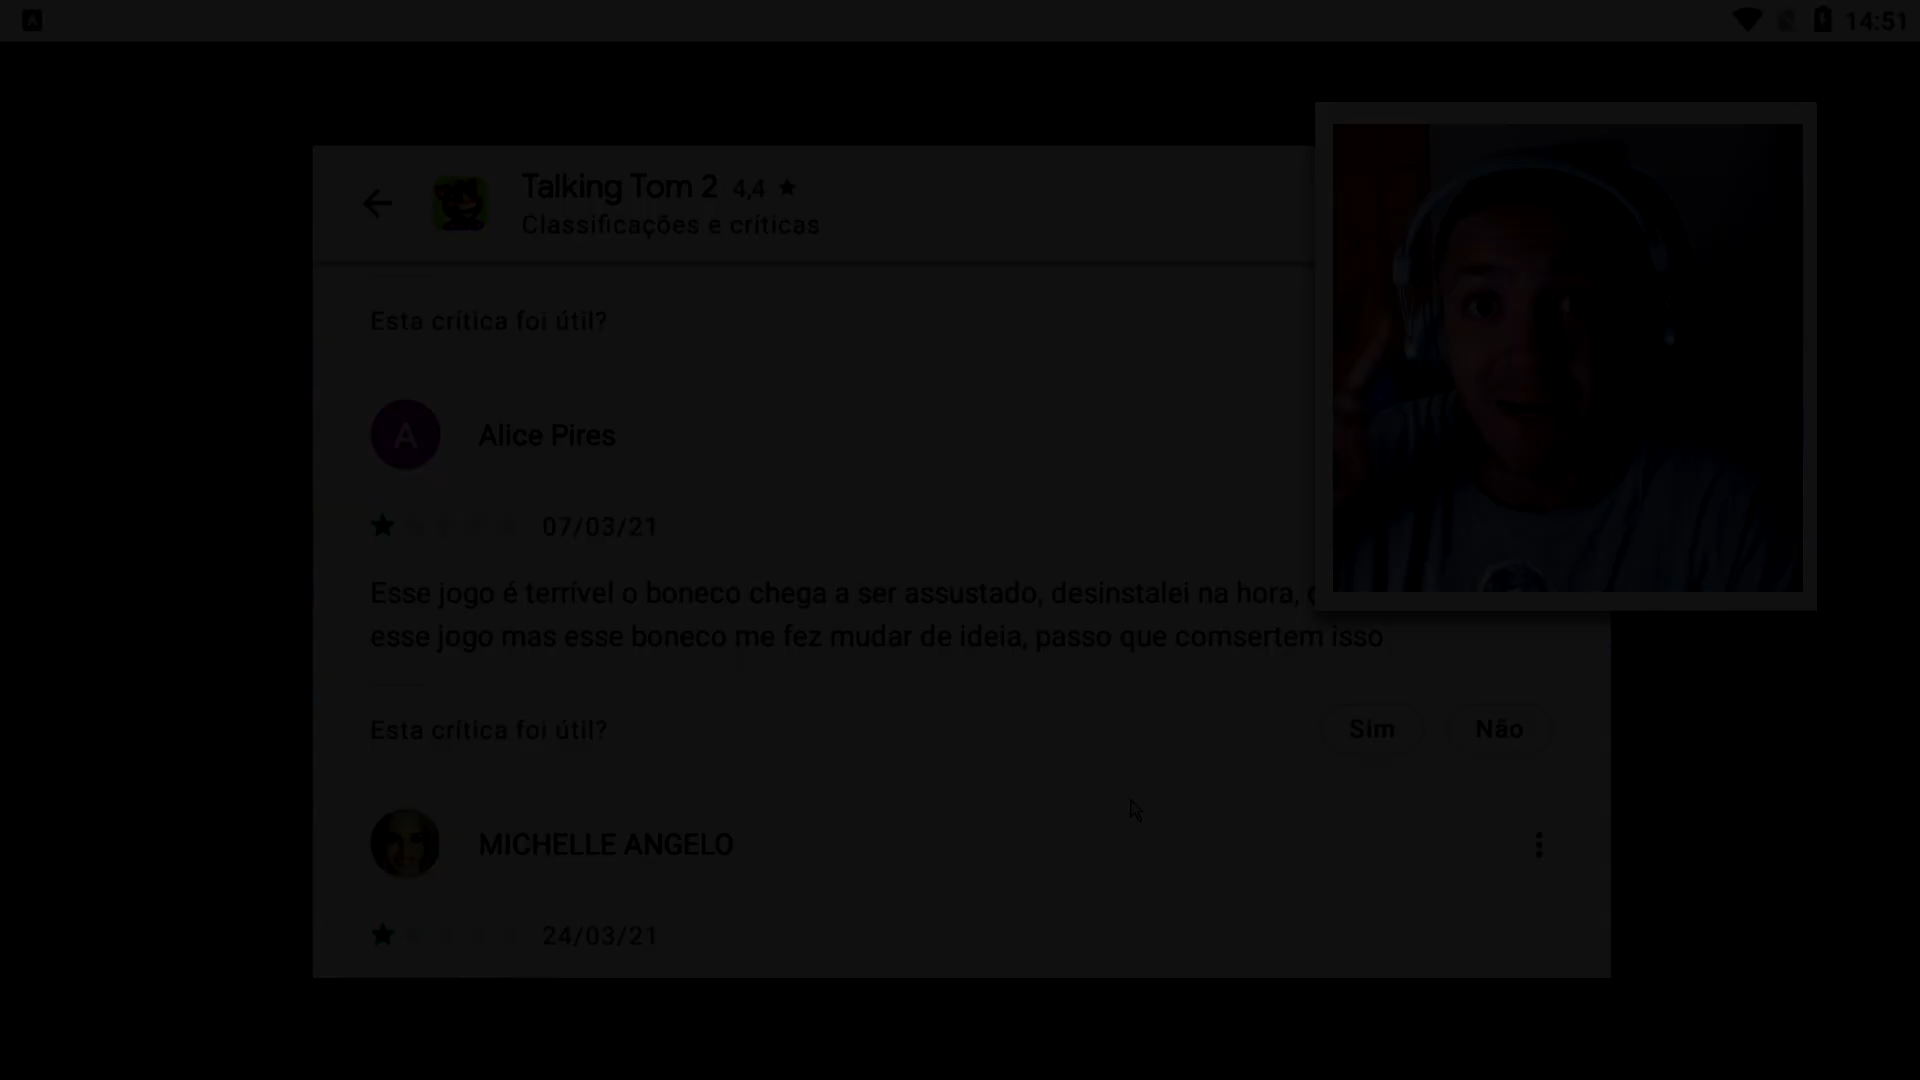 14:51
Talking Tom 2 4,4 ★
Classificações e críticas
Esta crítica foi útil?
A Alice Pires
07/03/21
Esse jogo é terrível o boneco chega a ser assustado, desinstalei na hora,
esse jogo mas esse boneco me fez mudar de ideia, passo que comsertem isso
Esta crítica foi útil? Sim Não
MICHELLE ANGELO
24/03/21